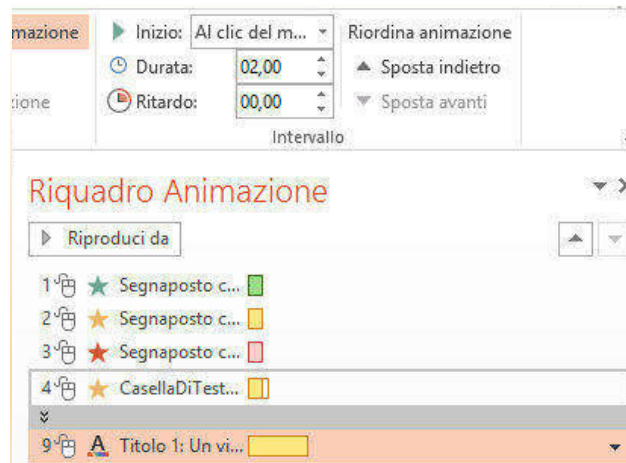 mazione
Inizio: Al clic del m...
Riordina animazione
Durata: 02,00
Sposta indietro
zione
Ritardo: 00,00
Sposta avanti
Intervallo
Riquadro Animazione
Riproduci da
1 Segnaposto c...
2 Segnaposto c...
3 Segnaposto c...
4 CasellaDiTest...
9 A Titolo 1: Un vi...